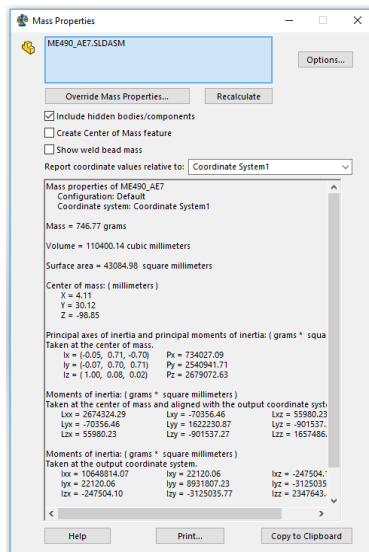 Mass Properties
ME490_AE7.SLDASM
Options...
Override Mass Properties...
Recalculate
Include hidden bodies/components
Create Center of Mass feature
Show weld bead mass
Report coordinate values relative to: Coordinate System1
Mass properties of ME490_AE7
Configuration: Default
Coordinate system: Coordinate System1
Mass = 746.77 grams
Volume = 110400.14 cubic millimeters
Surface area = 43084.98 square millimeters
Center of mass: ( millimeters )
X = 4.11
Y = 30.12
Z = -98.85
Principal axes of inertia and principal moments of inertia: ( grams * squa
Taken at the center of mass.
Ix = (-0.05, 0.71, -0.70) Px = 734027.09
Iy = (-0.07, 0.70, 0.71) Py = 2540941.71
Iz = ( 1.00, 0.08, 0.02) Pz = 2679072.63
Moments of inertia: ( grams * square millimeters )
Taken at the center of mass and aligned with the output coordinate syste
Lxx = 2674324.29 Lxy = -70356.46 Lxz = 55980.23
Lyx = -70356.46 Lyy = 1622230.87 Lyz = -901537.
Lzx = 55980.23 Lzy = -901537.27 Lzz = 1657486.
Moments of inertia: ( grams * square millimeters )
Taken at the output coordinate system.
Ixx = 10648814.07 Ixy = 22120.06 Ixz = -247504.
Iyx = 22120.06 Iyy = 8931807.23 Iyz = -3125035
Izx = -247504.10 Izy = -3125035.77 Izz = 2347643.
Help
Print...
Copy to Clipboard